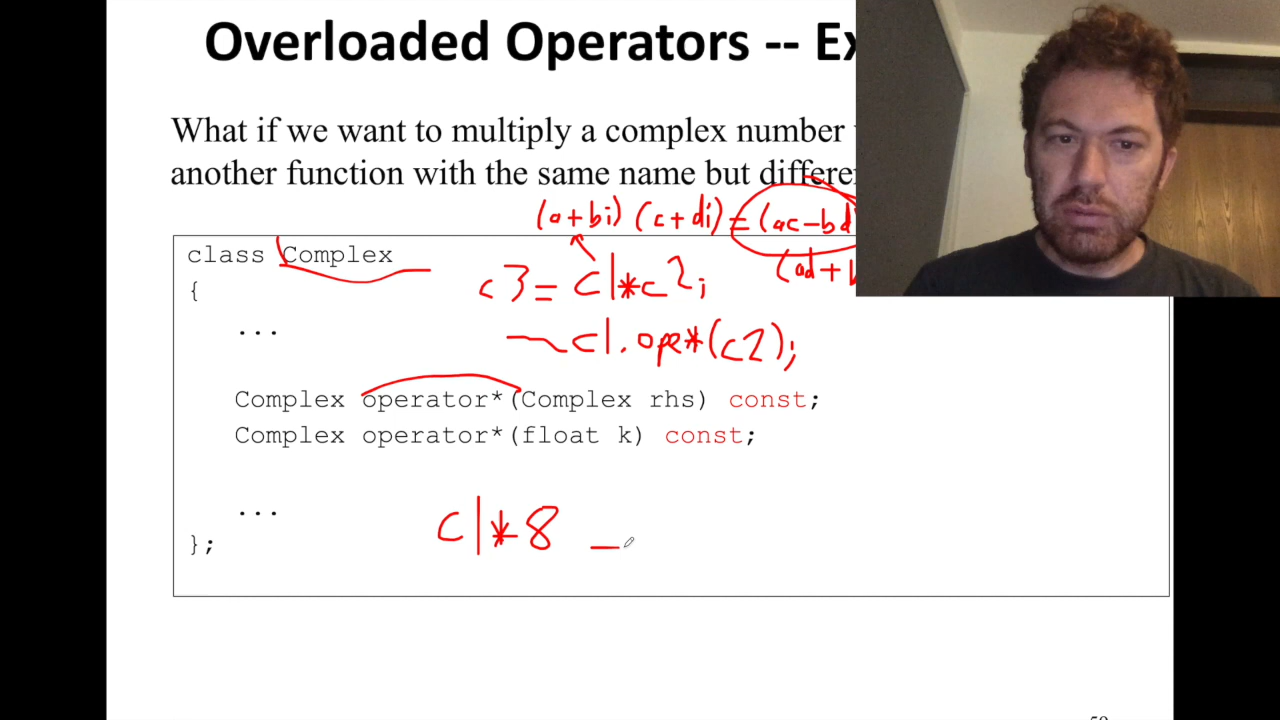 Overloaded Operators -- Ex
What if we want to multiply a complex number
another function with the same name but differe
(a+bi) (c+di) = (ac-bd)
(ad+b
class Complex
{
c3 = c1*c2;
...
c1.ope*(c2);
Complex operator*(Complex rhs) const;
Complex operator*(float k) const;
...
c1*8
};